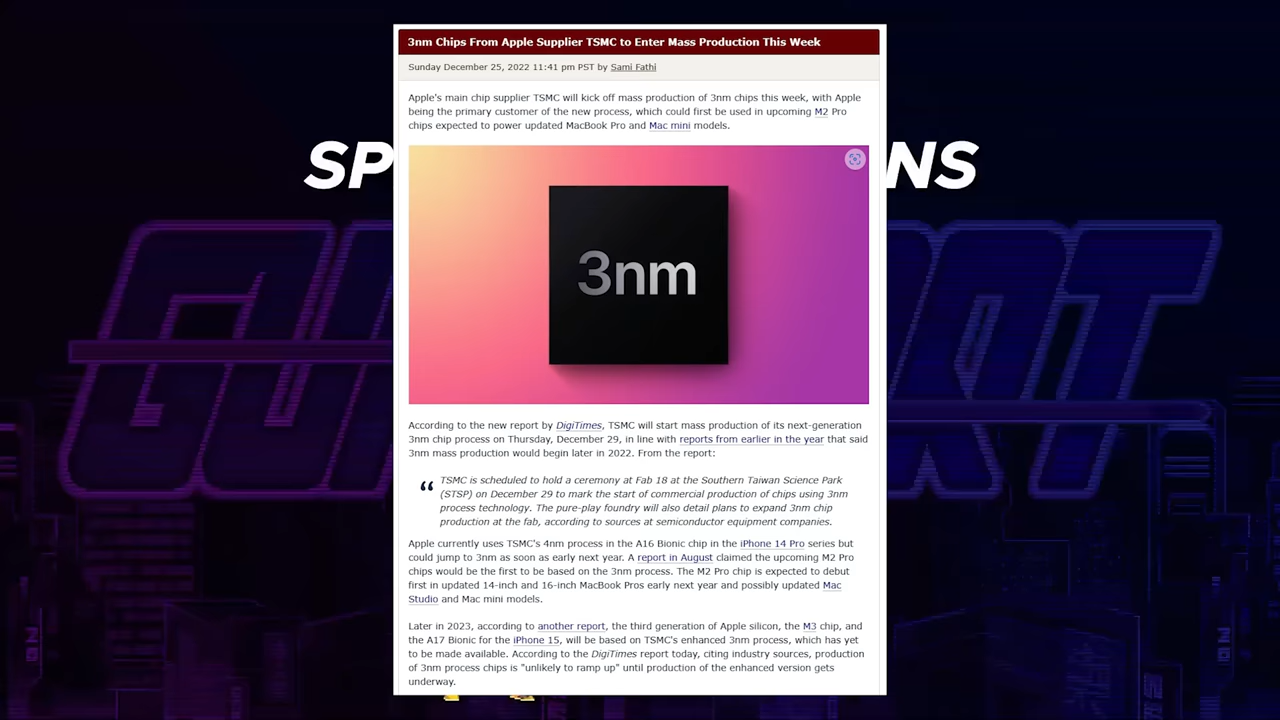 3nm Chips From Apple Supplier TSMC to Enter Mass Production This Week
Sunday December 25, 2022 11:41 pm PST by Sami Fathi
Apple's main chip supplier TSMC will kick off mass production of 3nm chips this week, with Apple
being the primary customer of the new process, which could first be used in upcoming M2 Pro
chips expected to power updated MacBook Pro and Mac mini models.
SP
NS
3nm
According to the new report by DigiTimes, TSMC will start mass production of its next-generation
3nm chip process on Thursday, December 29, in line with reports from earlier in the year that said
3nm mass production would begin later in 2022. From the report:
“ TSMC is scheduled to hold a ceremony at Fab 18 at the Southern Taiwan Science Park
(STSP) on December 29 to mark the start of commercial production of chips using 3nm
process technology. The pure-play foundry will also detail plans to expand 3nm chip
production at the fab, according to sources at semiconductor equipment companies.
Apple currently uses TSMC's 4nm process in the A16 Bionic chip in the iPhone 14 Pro series but
could jump to 3nm as soon as early next year. A report in August claimed the upcoming M2 Pro
chips would be the first to be based on the 3nm process. The M2 Pro chip is expected to debut
first in updated 14-inch and 16-inch MacBook Pros early next year and possibly updated Mac
Studio and Mac mini models.
Later in 2023, according to another report, the third generation of Apple silicon, the M3 chip, and
the A17 Bionic for the iPhone 15, will be based on TSMC's enhanced 3nm process, which has yet
to be made available. According to the DigiTimes report today, citing industry sources, production
of 3nm process chips is "unlikely to ramp up" until production of the enhanced version gets
underway.